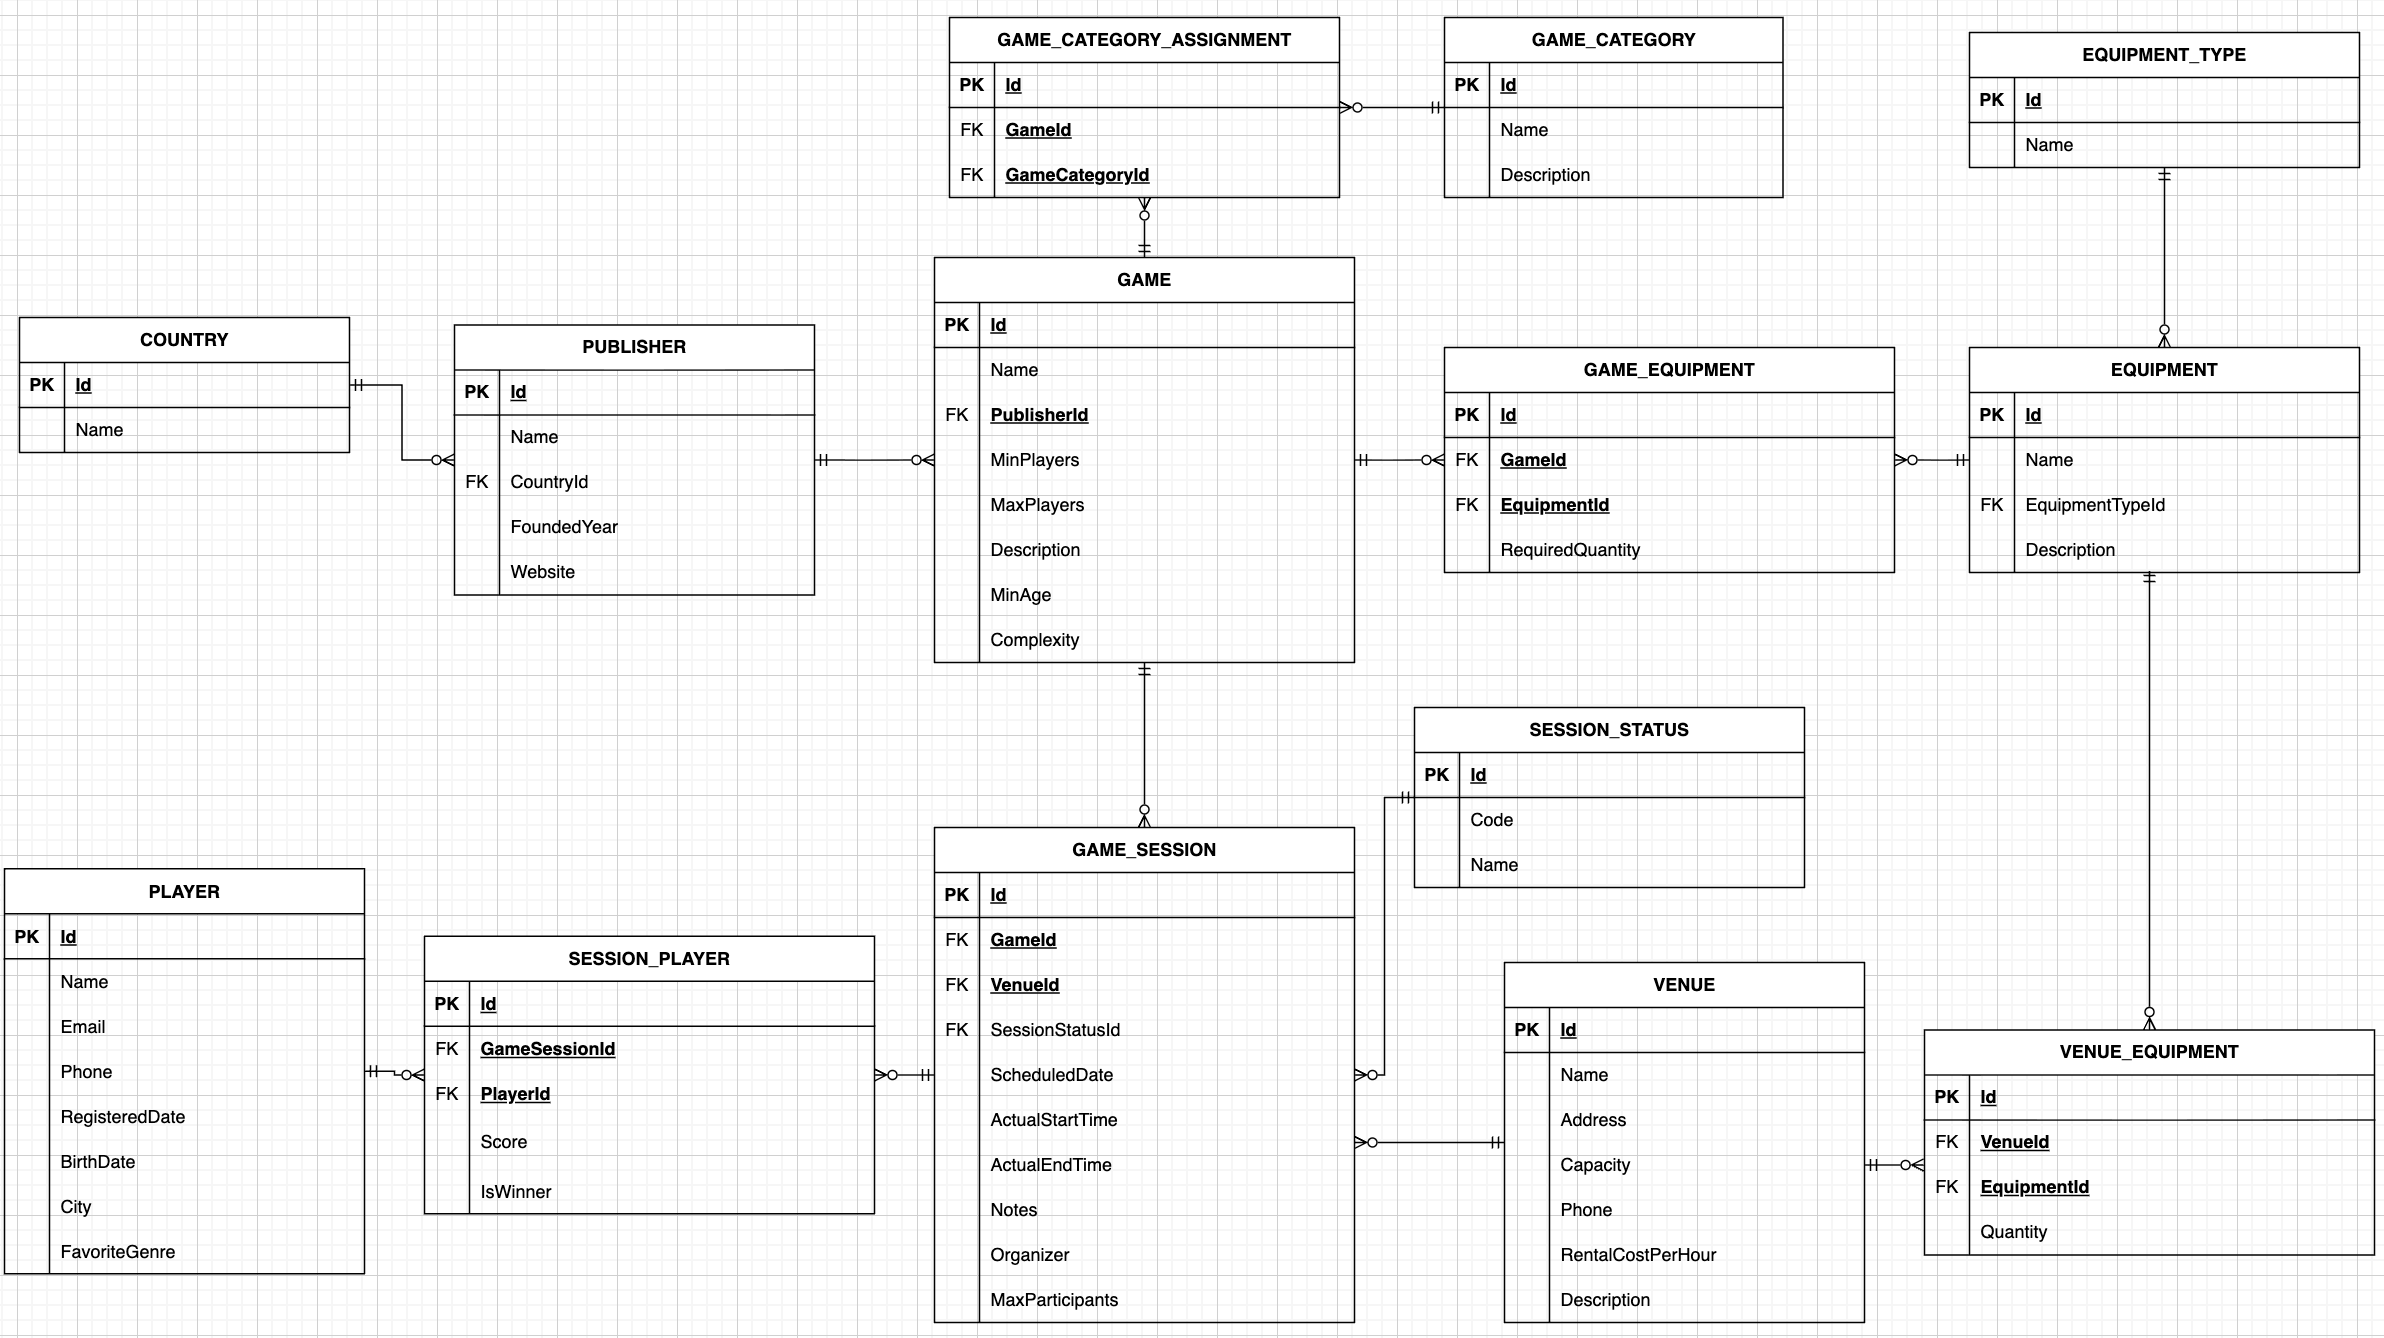 GAME_CATEGORY_ASSIGNMENT
PK Id
FK GameId
FK GameCategoryId
GAME_CATEGORY
PK Id
Name
Description
EQUIPMENT_TYPE
PK Id
Name
COUNTRY
PK Id
Name
PUBLISHER
PK Id
Name
FK CountryId
FoundedYear
Website
GAME
PK Id
Name
FK PublisherId
MinPlayers
MaxPlayers
Description
MinAge
Complexity
GAME_EQUIPMENT
PK Id
FK GameId
FK EquipmentId
RequiredQuantity
EQUIPMENT
PK Id
Name
FK EquipmentTypeId
Description
SESSION_STATUS
PK Id
Code
Name
PLAYER
PK Id
Name
Email
Phone
RegisteredDate
BirthDate
City
FavoriteGenre
SESSION_PLAYER
PK Id
FK GameSessionId
FK PlayerId
Score
IsWinner
GAME_SESSION
PK Id
FK GameId
FK VenueId
FK SessionStatusId
ScheduledDate
ActualStartTime
ActualEndTime
Notes
Organizer
MaxParticipants
VENUE
PK Id
Name
Address
Capacity
Phone
RentalCostPerHour
Description
VENUE_EQUIPMENT
PK Id
FK VenueId
FK EquipmentId
Quantity